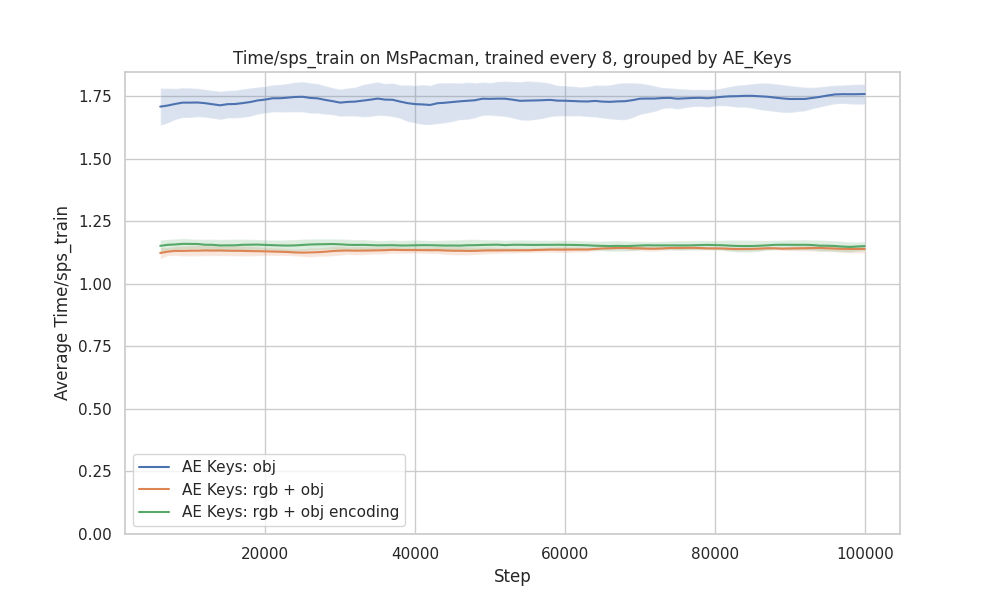 Time/sps_train on MsPacman, trained every 8, grouped by AE_Keys
Average Time/sps_train
1.75
1.50
1.25
1.00
0.75
0.50
0.25
0.00
AE Keys: obj
AE Keys: rgb + obj
AE Keys: rgb + obj encoding
20000
40000
60000
80000
100000
Step